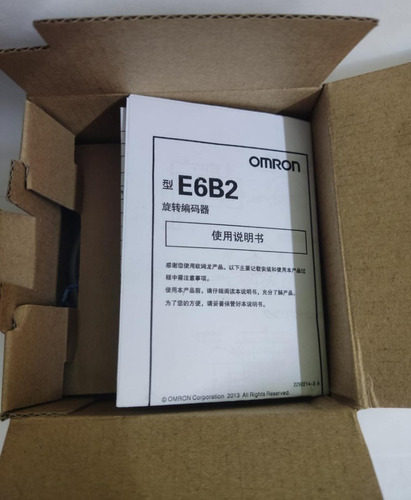 OMRON
型 E6B2
旋转编码器
使用说明书
感谢您使用欧姆龙产品。以下主要记载安装和使用本产品过
程中需注意事项。
使用本产品前,请仔细阅读本说明书,充分了解产品。
为了您的方便,请妥善保管好本说明书。
© OMRON Corporation 2013 All Rights Reserved.